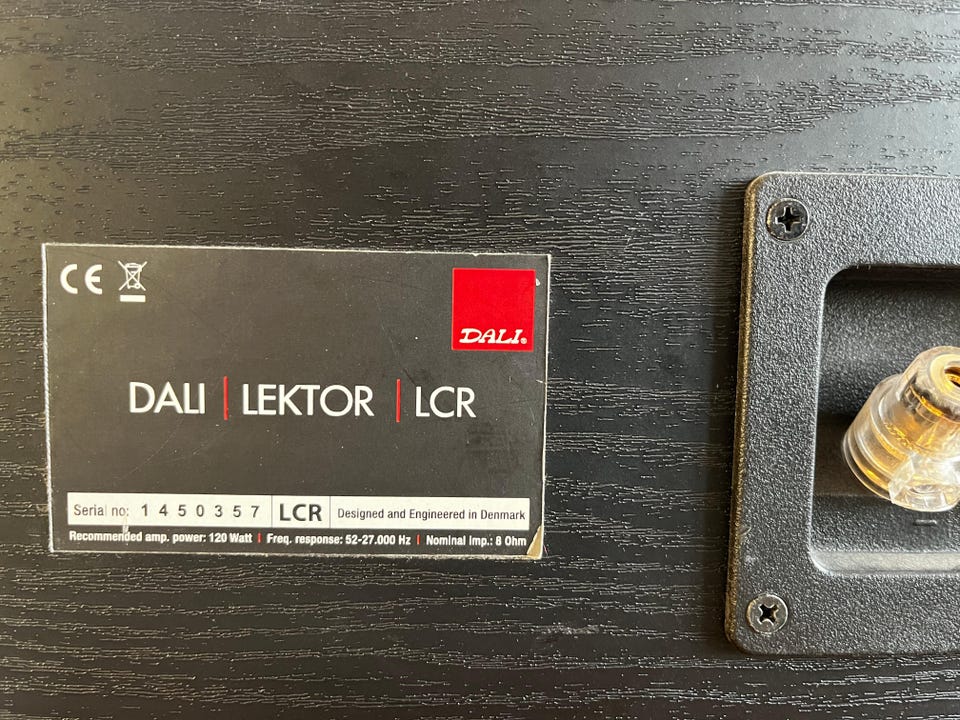 CE
DALI®
DALI | LEKTOR | LCR
Serial no: 1450357 LCR Designed and Engineered in Denmark
Recommended amp. power: 120 Watt | Freq. response: 52-27.000 Hz | Nominal imp.: 8 Ohm